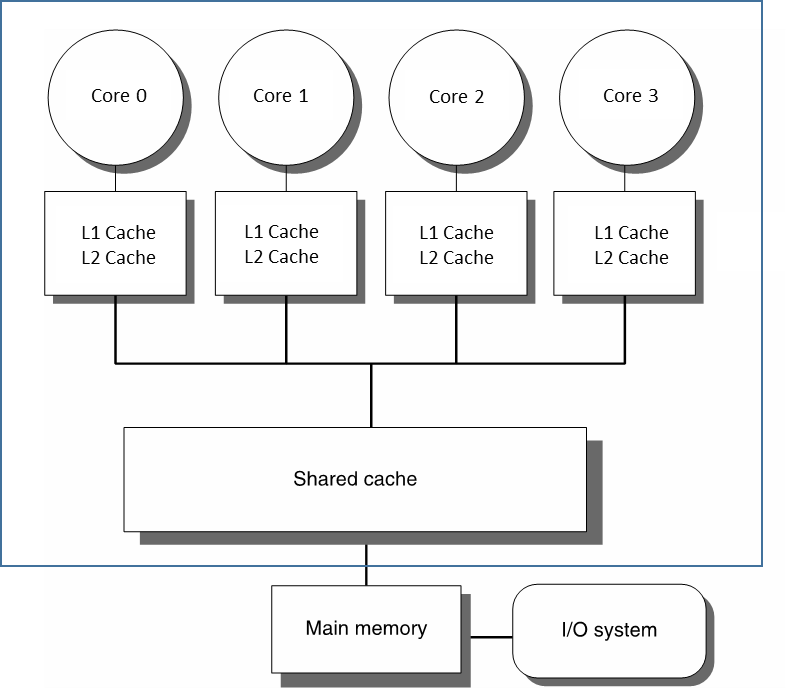 Core 0
Core 1
Core 2
Core 3
L1 Cache
L2 Cache
L1 Cache
L2 Cache
L1 Cache
L2 Cache
L1 Cache
L2 Cache
Shared cache
Main memory
I/O system